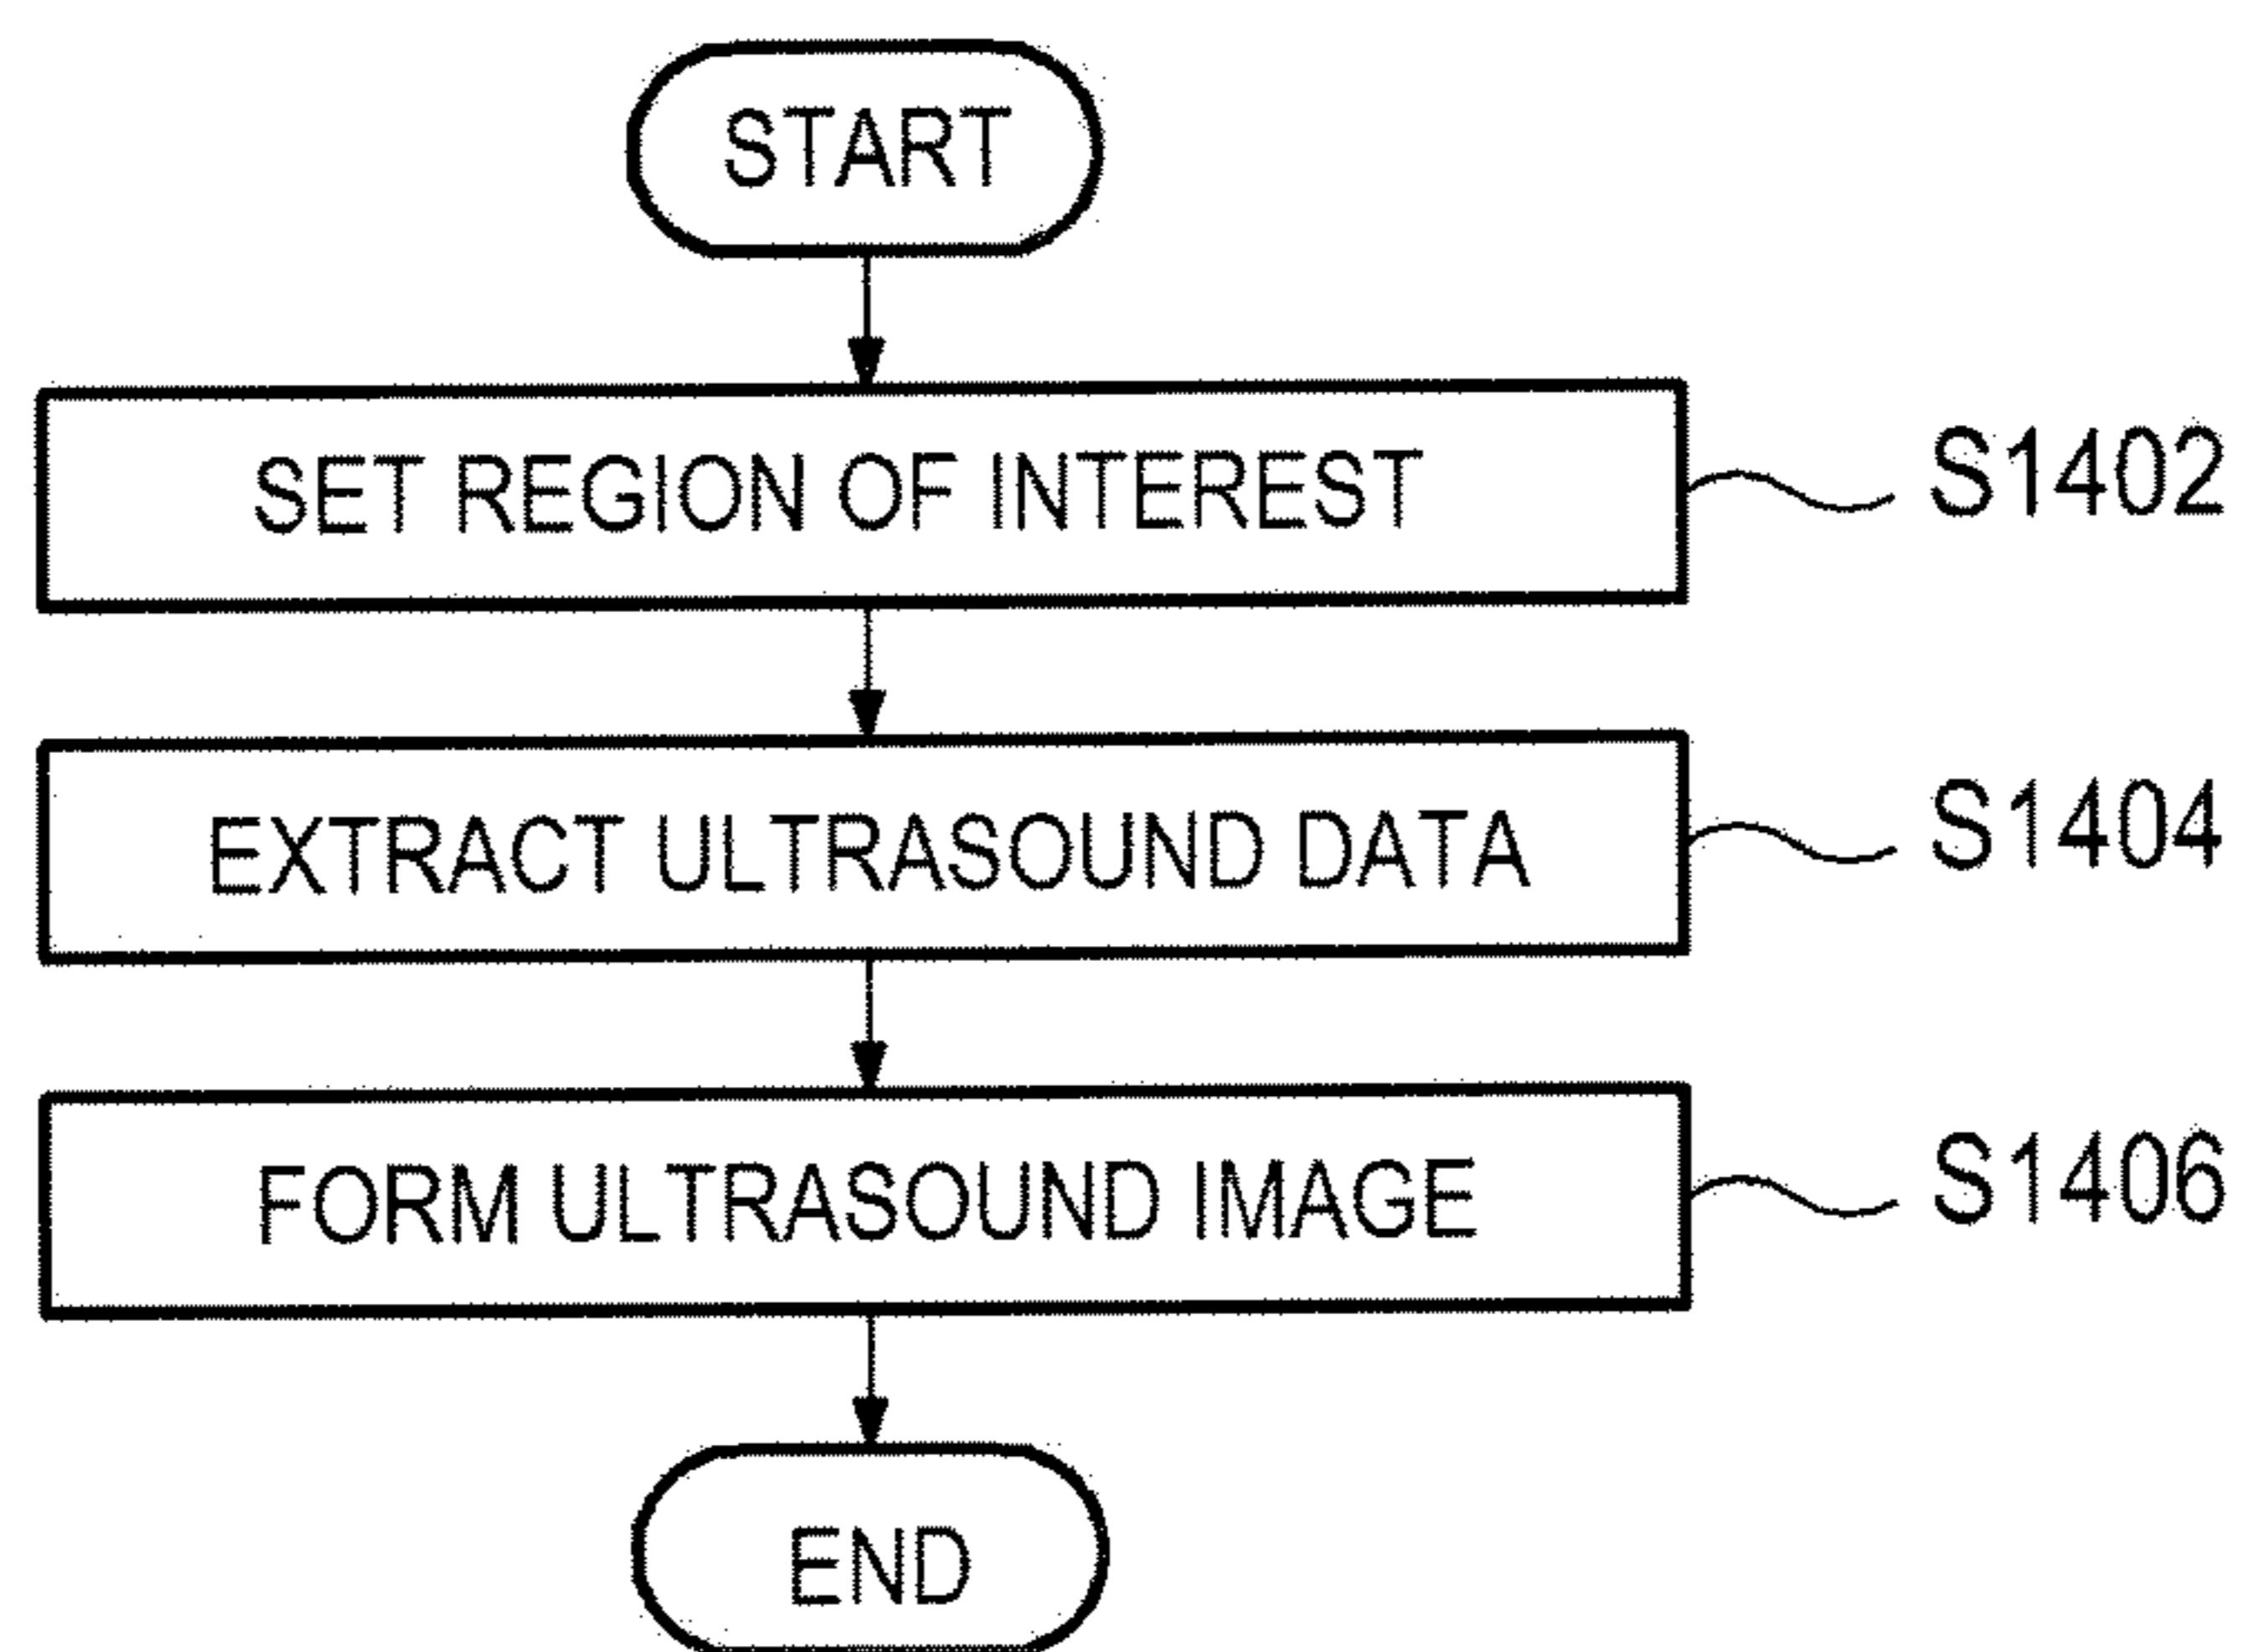 START
SET REGION OF INTEREST
S1402
EXTRACT ULTRASOUND DATA
S1404
FORM ULTRASOUND IMAGE
S1406
END